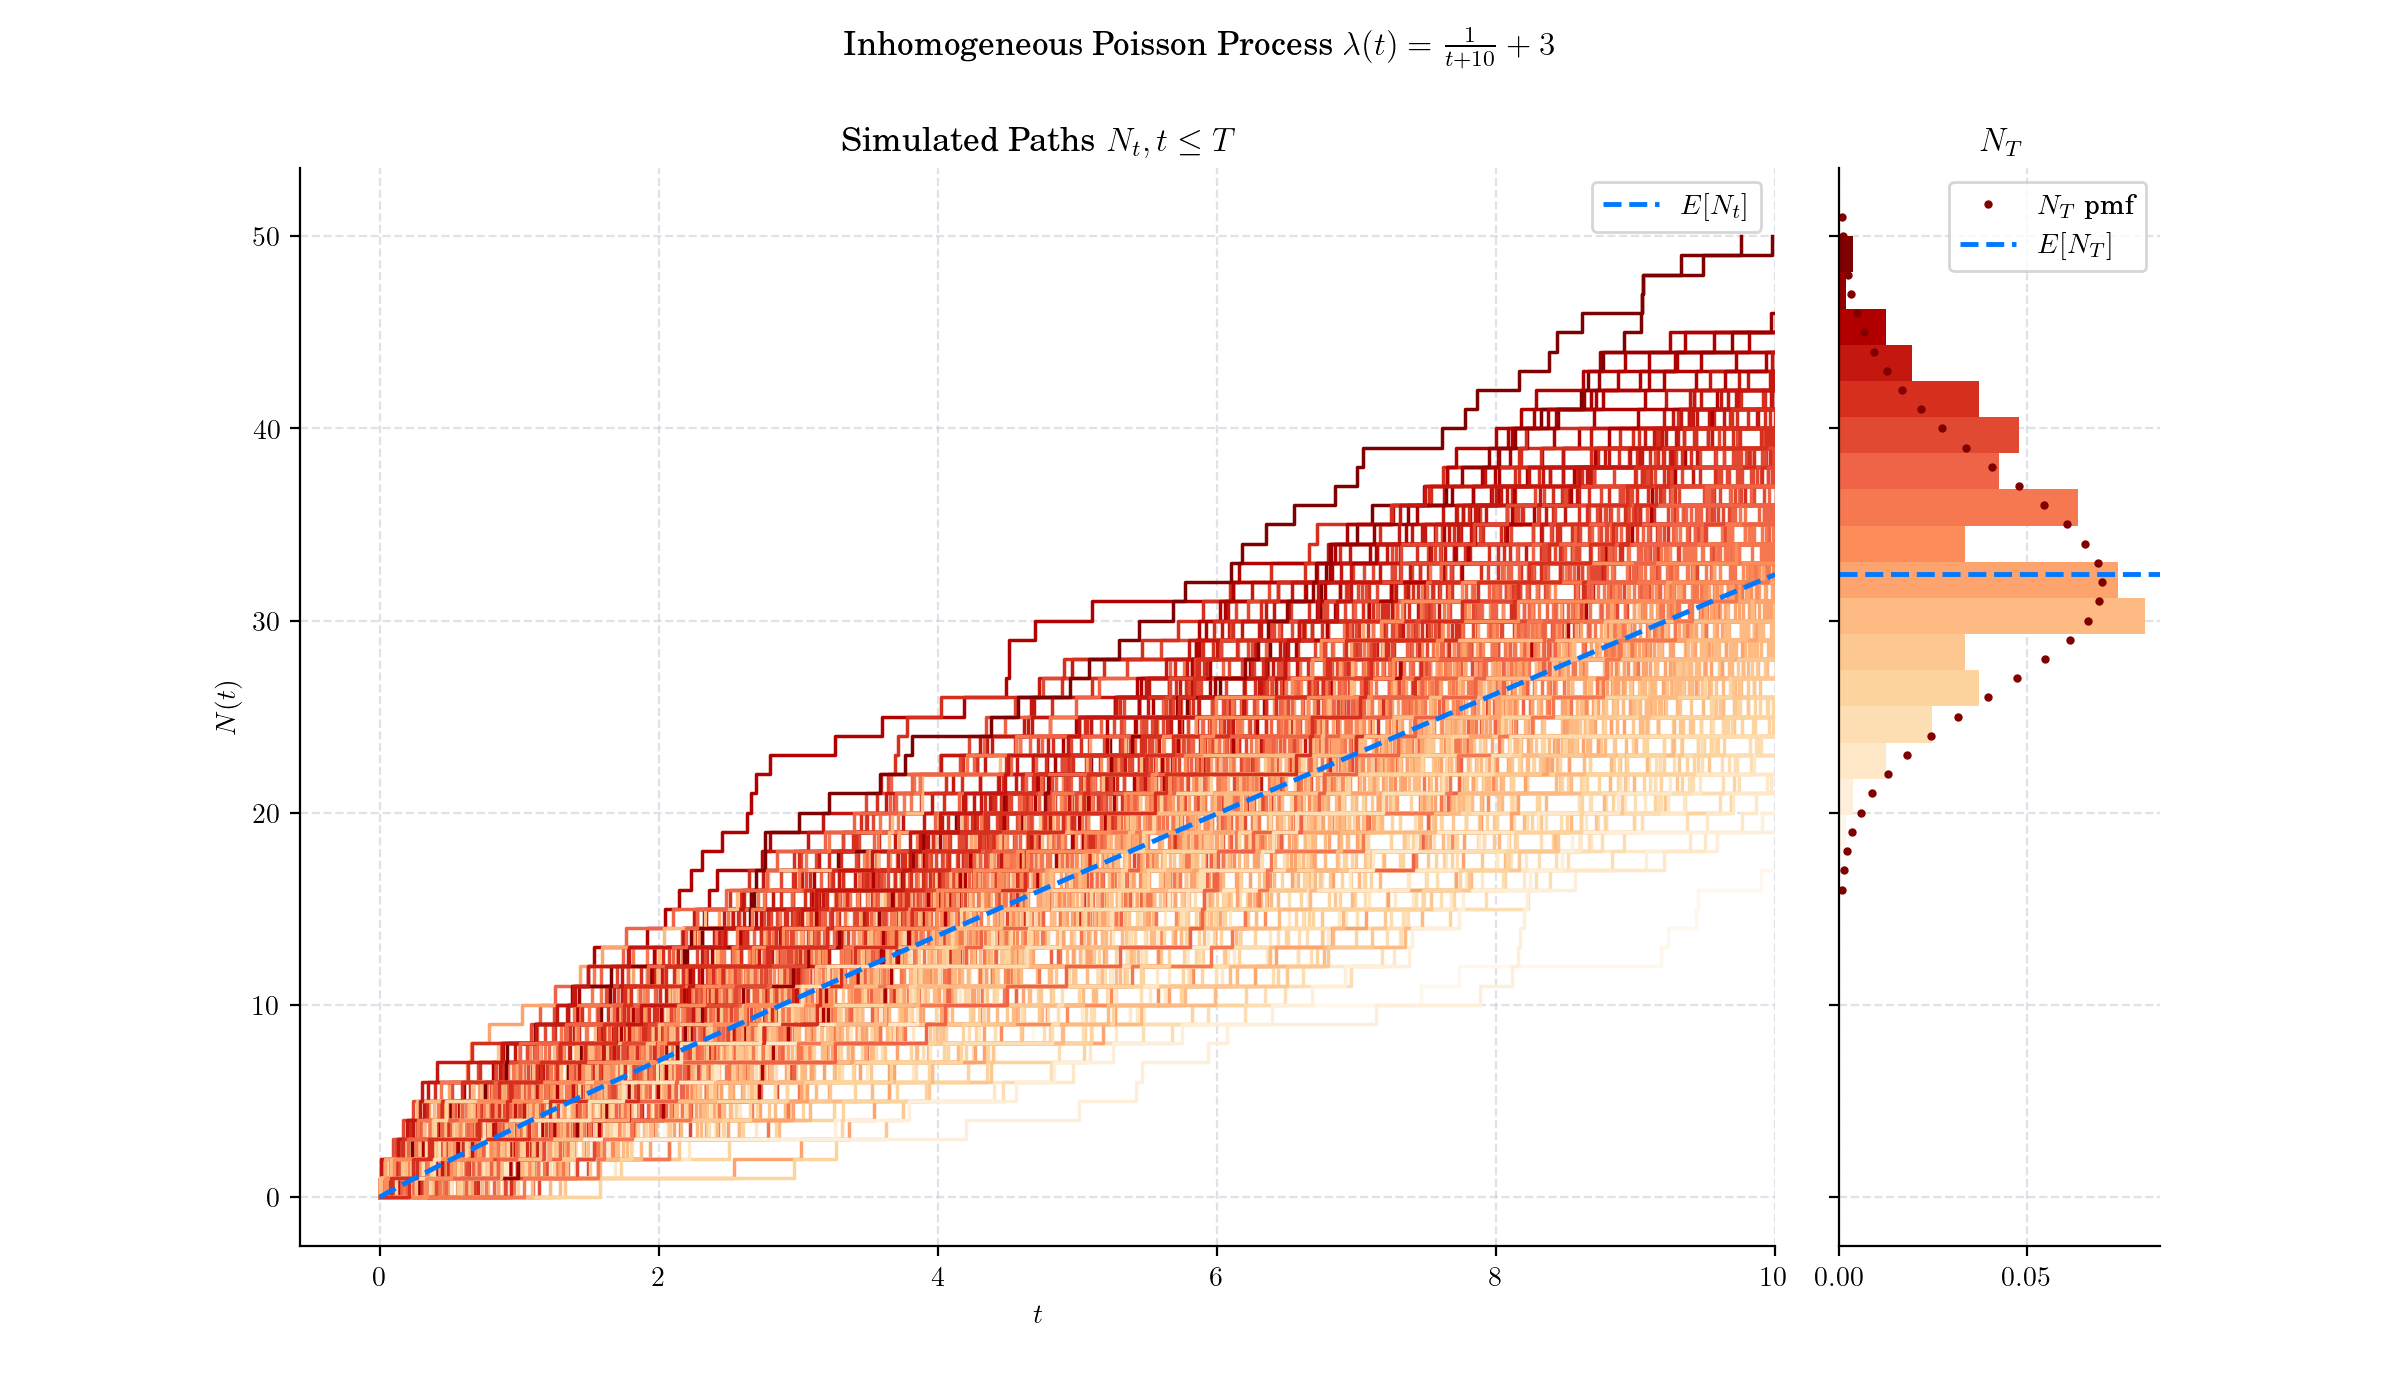 Inhomogeneous Poisson Process λ(t) = 1/(t+10) + 3
Simulated Paths N_t, t ≤ T
N_T
E[N_t]
N_T pmf
E[N_T]
50
40
30
20
10
0
N(t)
0 2 4 6 8 10
0.00 0.05
t